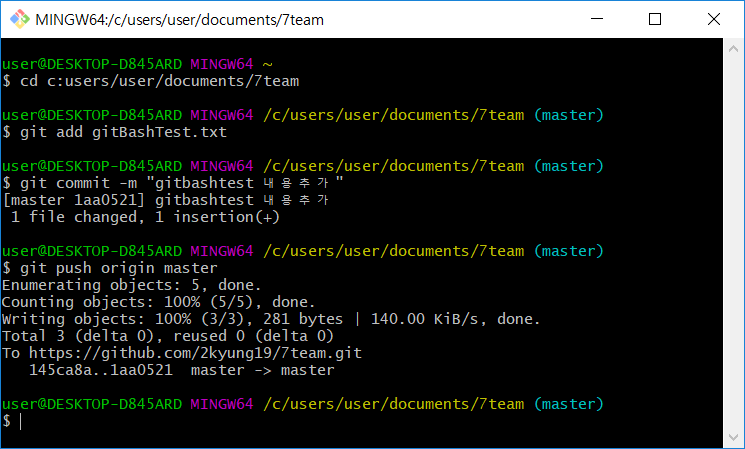 MINGW64:/c/users/user/documents/7team
user@DESKTOP-D845ARD MINGW64 ~
$ cd c:users/user/documents/7team
user@DESKTOP-D845ARD MINGW64 /c/users/user/documents/7team (master)
$ git add gitBashTest.txt
user@DESKTOP-D845ARD MINGW64 /c/users/user/documents/7team (master)
$ git commit -m "gitbashtest 내 용 추 가 "
[master 1aa0521] gitbashtest 내 용 추 가
 1 file changed, 1 insertion(+)
user@DESKTOP-D845ARD MINGW64 /c/users/user/documents/7team (master)
$ git push origin master
Enumerating objects: 5, done.
Counting objects: 100% (5/5), done.
Writing objects: 100% (3/3), 281 bytes | 140.00 KiB/s, done.
Total 3 (delta 0), reused 0 (delta 0)
To https://github.com/2kyung19/7team.git
   145ca8a..1aa0521  master -> master
user@DESKTOP-D845ARD MINGW64 /c/users/user/documents/7team (master)
$